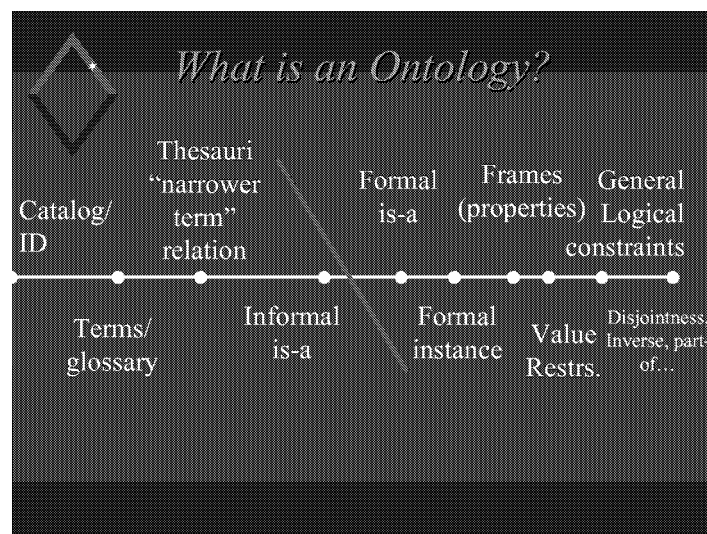 What is an Ontology?
Thesauri
“narrower
term”
relation
Formal
is-a
Frames
(properties)
General
Logical
constraints
Catalog/
ID
Terms/
glossary
Informal
is-a
Formal
instance
Value
Restrs.
Disjointness,
Inverse, part-
of…